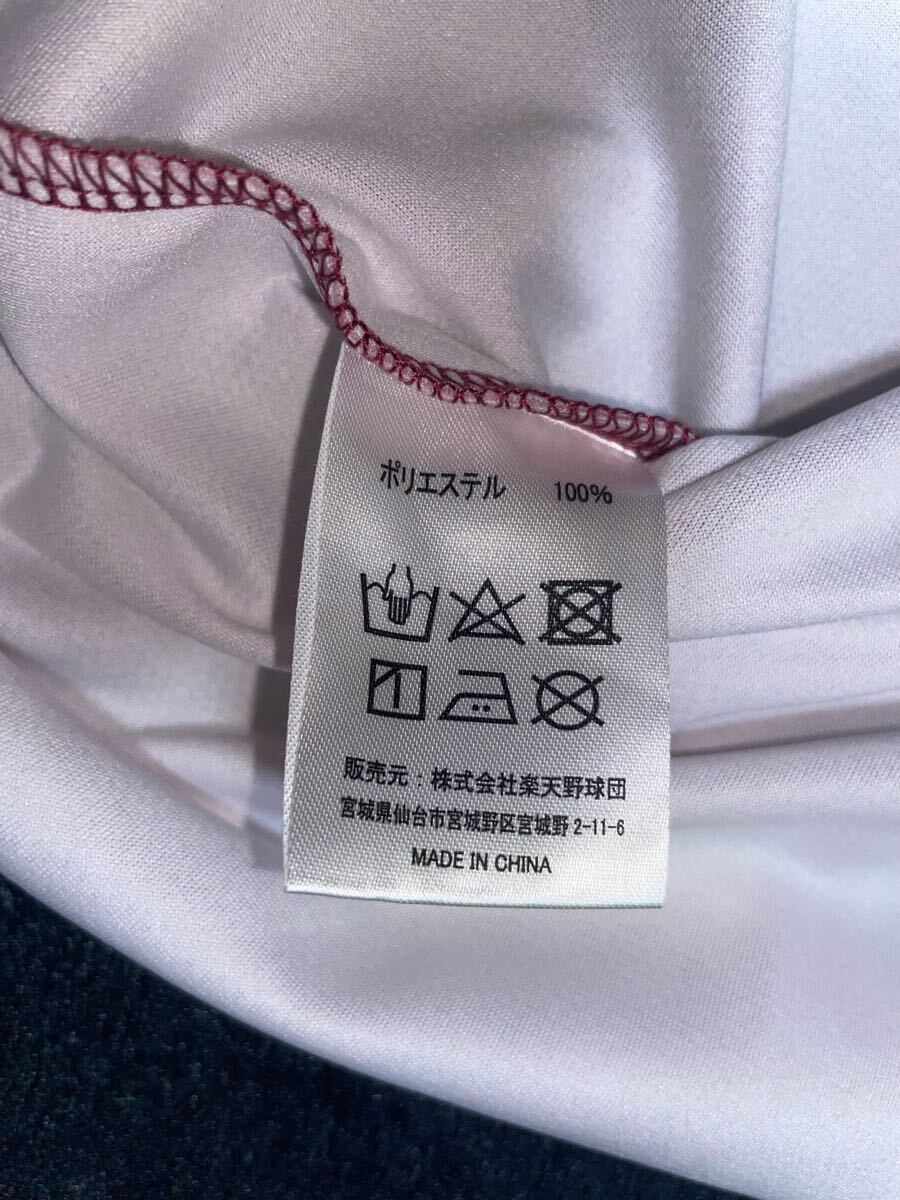 ポリエステル 100%
販売元：株式会社楽天野球団
宮城県仙台市宮城野区宮城野2-11-6
MADE IN CHINA